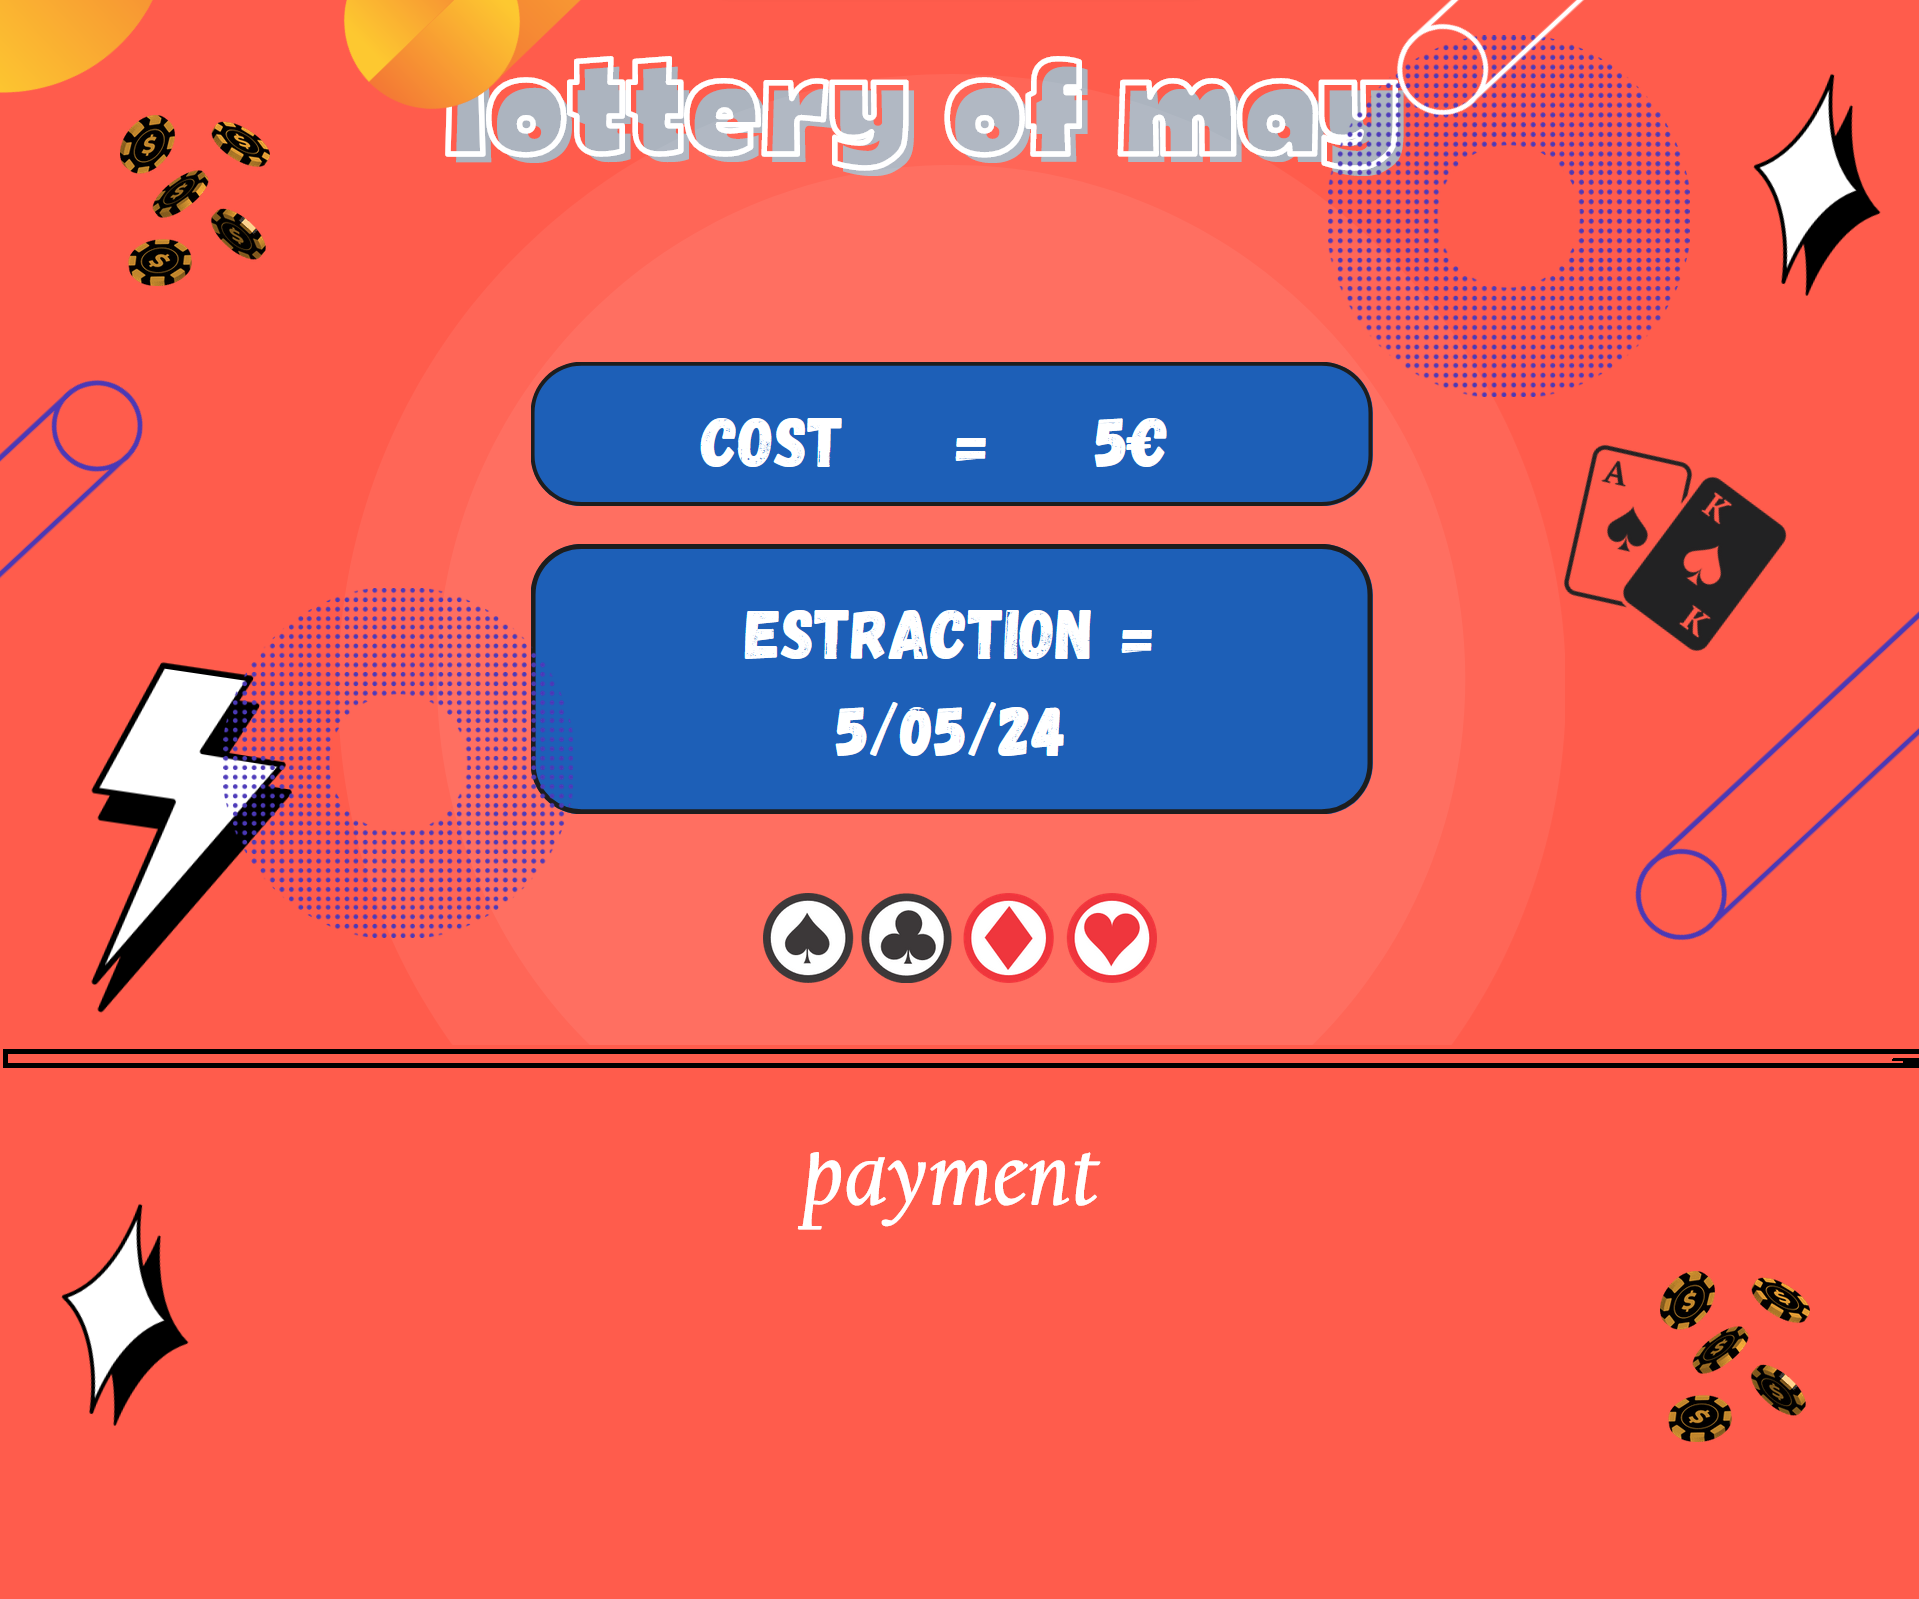 lottery of may
COST = 5€
A
K
K
ESTRACTION =
5/05/24
payment